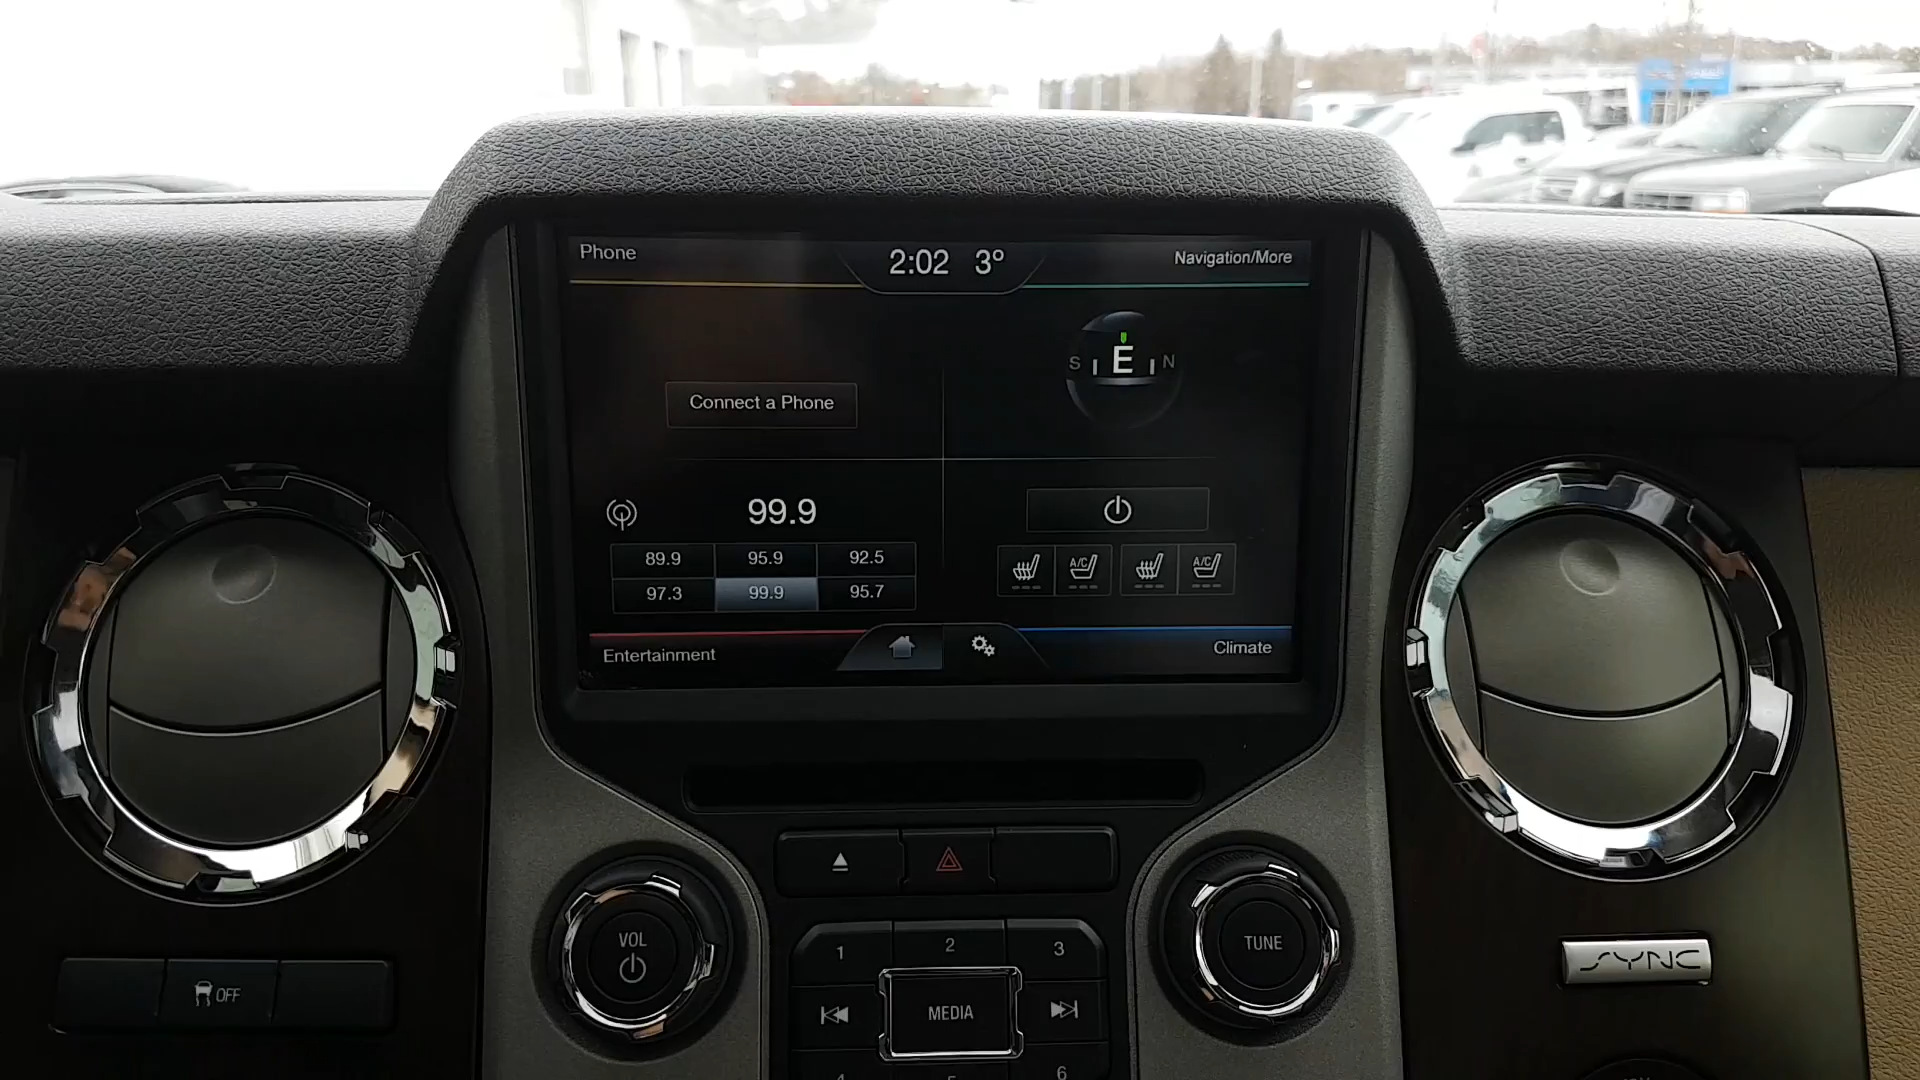 Phone
2:02 3°
Navigation/More
S E N
Connect a Phone
99.9
89.9 95.9 92.5
97.3 99.9 95.7
A/C A/C
Entertainment
Climate
VOL
TUNE
1 2 3
MEDIA
OFF
SYNC
6